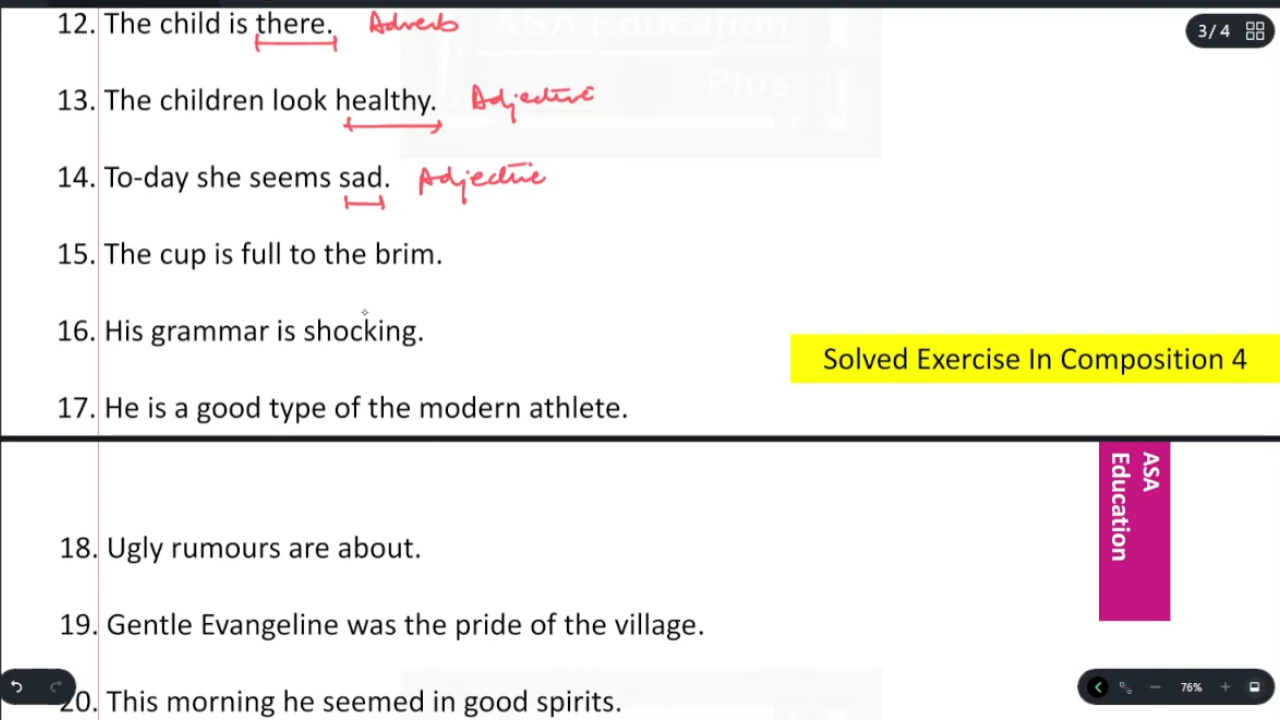 12. The child is there. Adverb
3/4
ASA Education
Plus
13. The children look healthy. Adjective
14. To-day she seems sad. Adjective
15. The cup is full to the brim.
16. His grammar is shocking.
Solved Exercise In Composition 4
17. He is a good type of the modern athlete.
ASA
Education
18. Ugly rumours are about.
19. Gentle Evangeline was the pride of the village.
20. This morning he seemed in good spirits.
76%